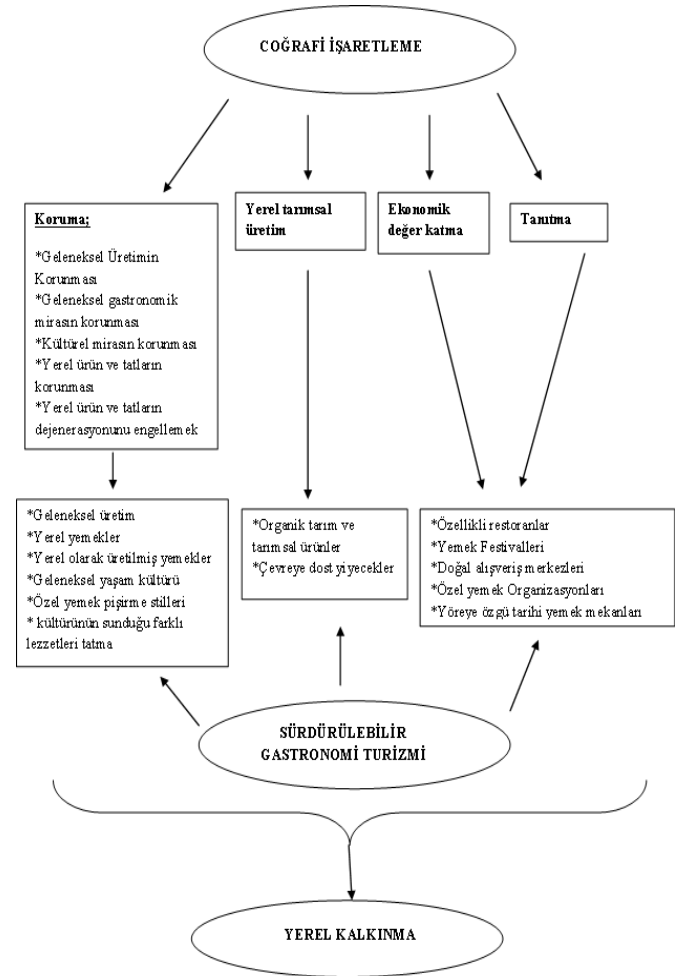 COĞRAFİ İŞARETLEME
Koruma;
*Geleneksel Üretimin
Korunması
*Geleneksel gastronomik
mirasın korunması
*Kültürel mirasın korunması
*Yerel ürün ve tatların
korunması
*Yerel ürün ve tatların
dejenerasyonunu engellemek
Yerel tarımsal
üretim
Ekonomik
değer katma
Tanıtma
*Geleneksel üretim
*Yerel yemekler
*Yerel olarak üretilmiş yemekler
*Geleneksel yaşam kültürü
*Özel yemek pişirme stilleri
* kültürünün sunduğu farklı
lezzetleri tatma
*Organik tarım ve
tarımsal ürünler
*Çevreye dost yiyecekler
*Özellikli restoranlar
*Yemek Festivalleri
*Doğal alışveriş merkezleri
*Özel yemek Organizasyonları
*Yöreye özgü tarihi yemek mekanları
SÜRDÜRÜLEBİLİR
GASTRONOMİ TURİZMİ
YEREL KALKINMA